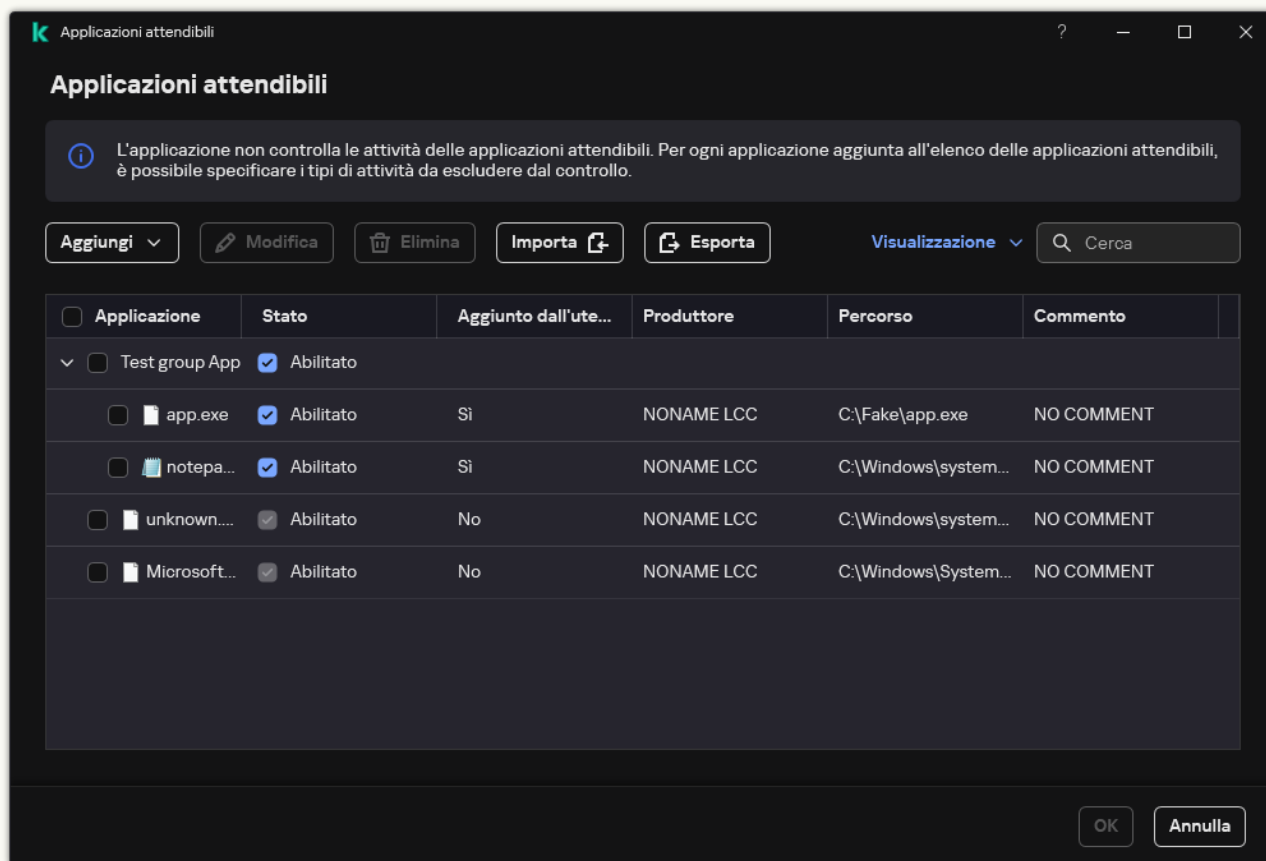 Applicazioni attendibili
?
Applicazioni attendibili
L'applicazione non controlla le attività delle applicazioni attendibili. Per ogni applicazione aggiunta all'elenco delle applicazioni attendibili,
è possibile specificare i tipi di attività da escludere dal controllo.
Aggiungi Modifica Elimina Importa Esporta Visualizzazione Cerca
Applicazione Stato Aggiunto dall'ute... Produttore Percorso Commento
Test group App Abilitato
app.exe Abilitato Sì NONAME LCC C:\Fake\app.exe NO COMMENT
notepa... Abilitato Sì NONAME LCC C:\Windows\system... NO COMMENT
unknown.... Abilitato No NONAME LCC C:\Windows\system... NO COMMENT
Microsoft... Abilitato No NONAME LCC C:\Windows\System... NO COMMENT
OK Annulla